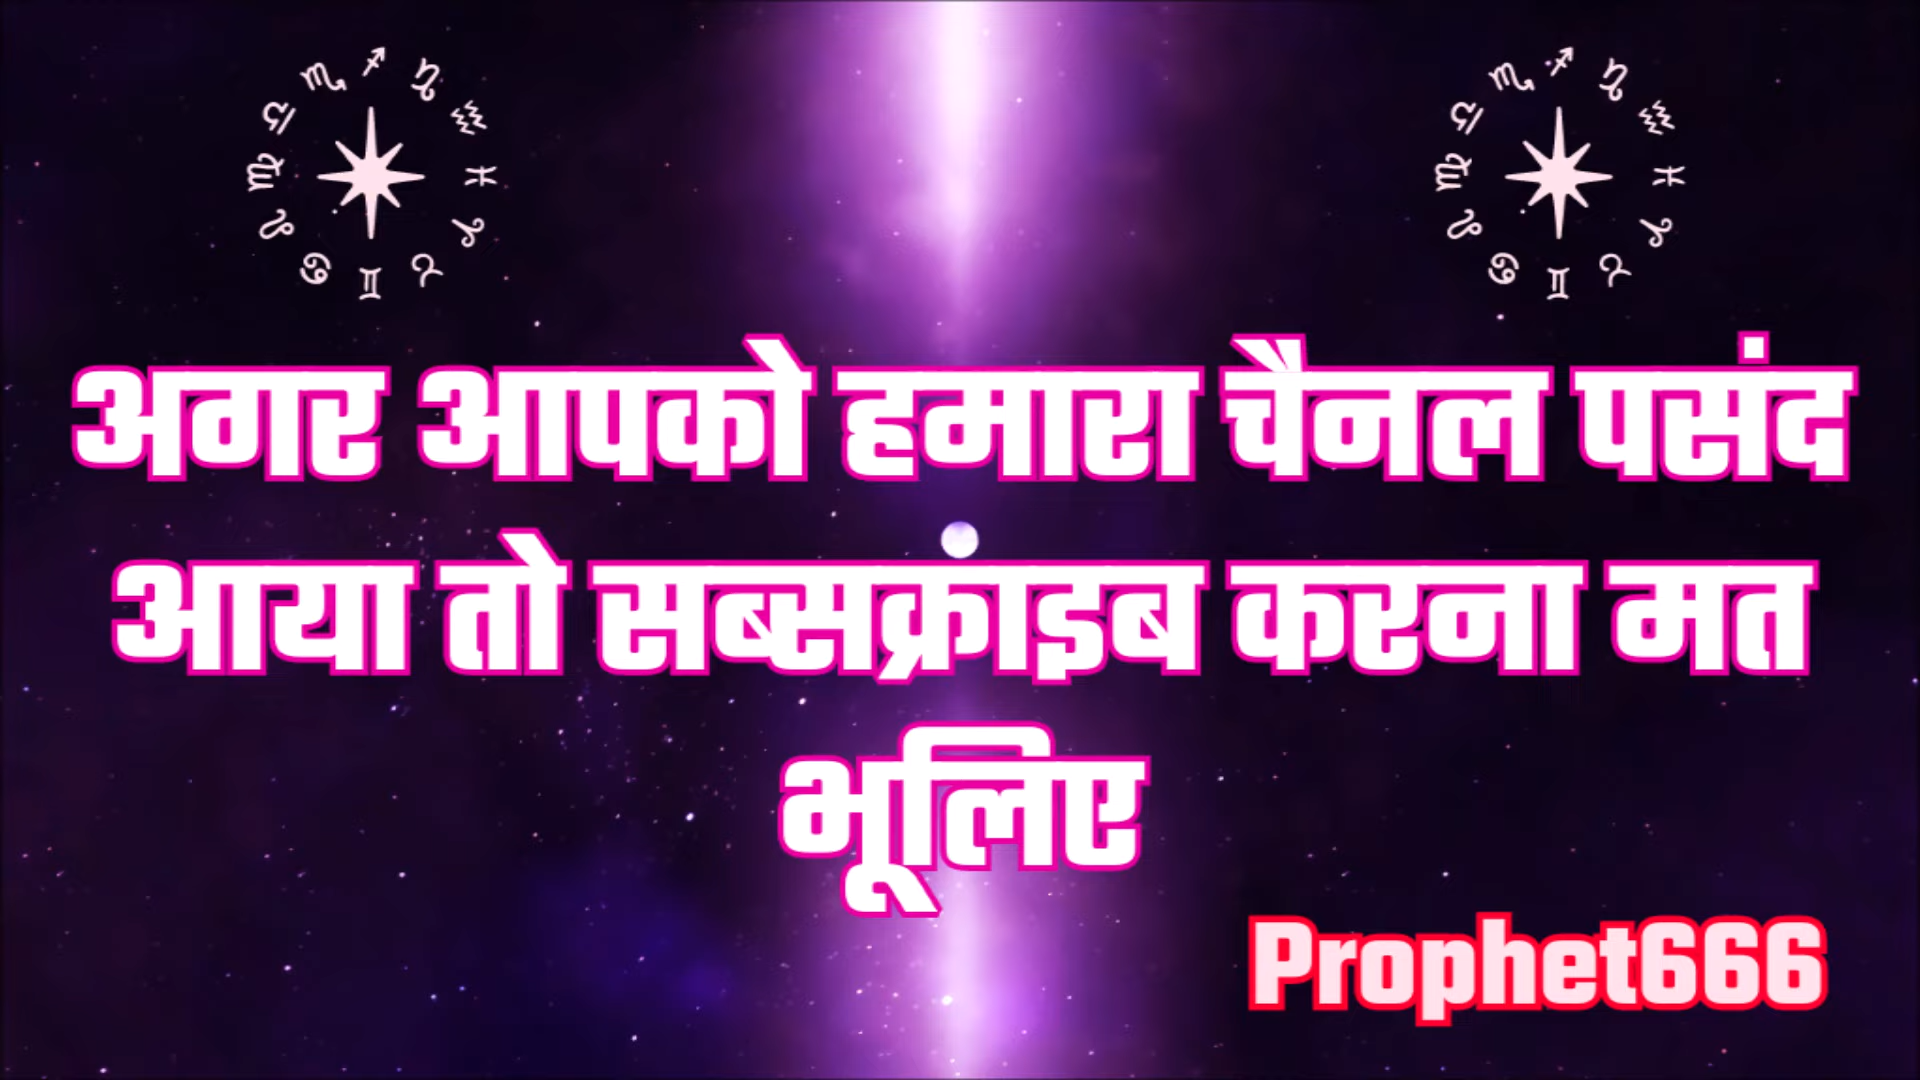 अगर आपको हमारा चैनल पसंद
आया तो सब्सक्राइब करना मत
भूलिए
Prophet666